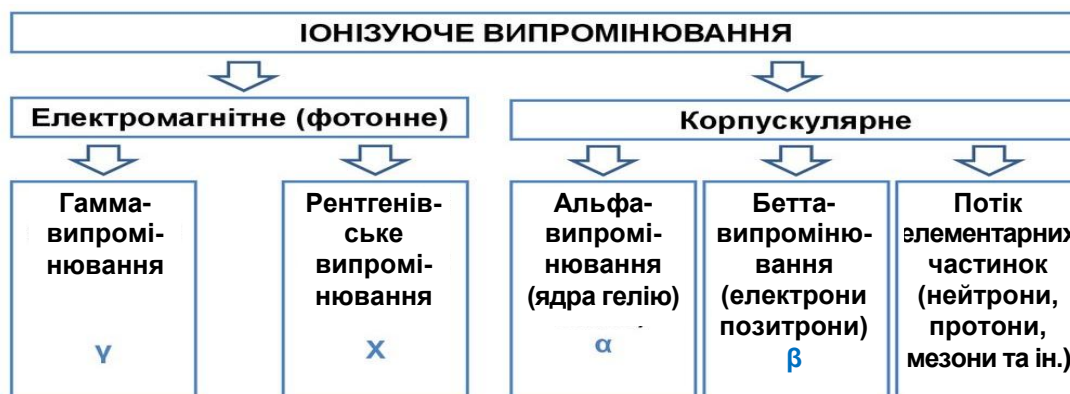 ІОНІЗУЮЧЕ ВИПРОМІНЮВАННЯ
Електромагнітне (фотонне)
Корпускулярне
Гамма-
випромі-
нювання
γ
Рентгенів-
ське
випромі-
нювання
X
Альфа-
випромі-
нювання
(ядра гелію)
α
Бетта-
випроміню-
вання
(електрони
позитрони)
β
Потік
елементарних
частинок
(нейтрони,
протони,
мезони та ін.)